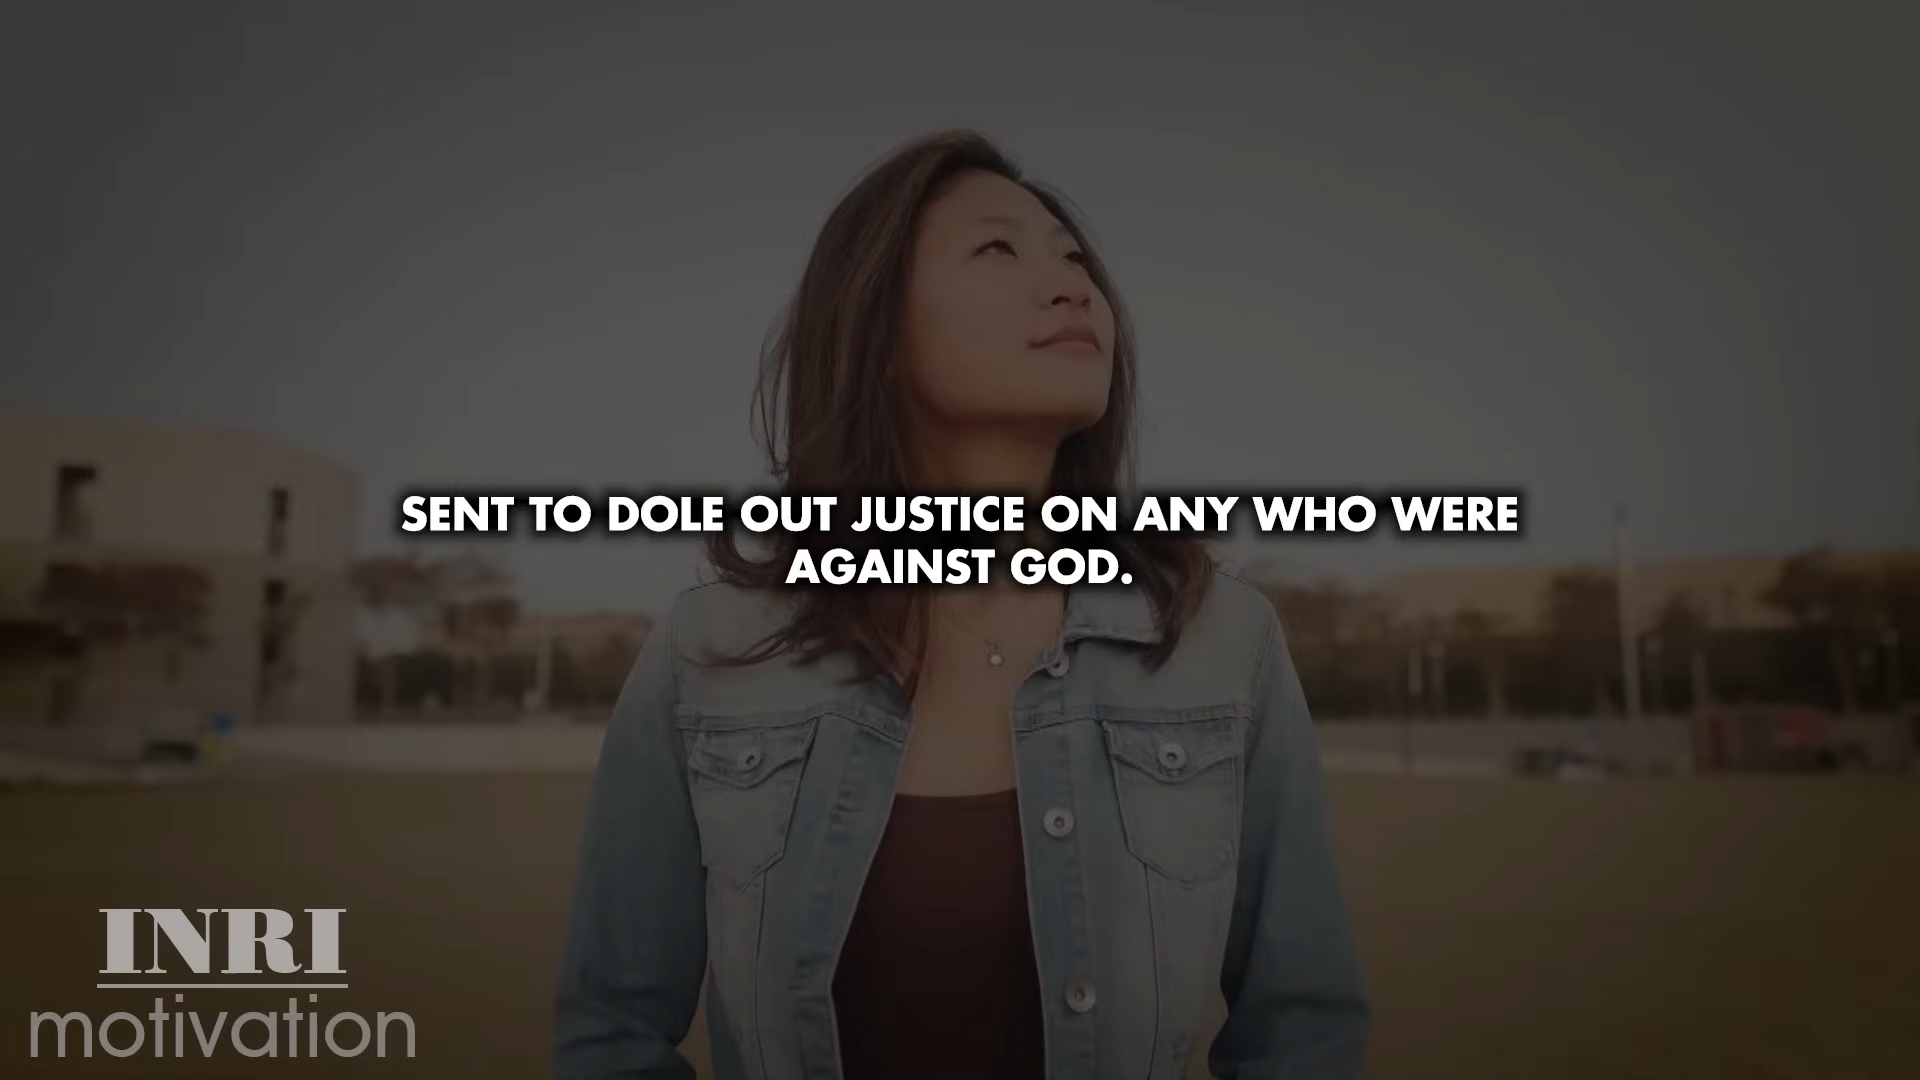 SENT TO DOLE OUT JUSTICE ON ANY WHO WERE
AGAINST GOD.
INRI
motivation